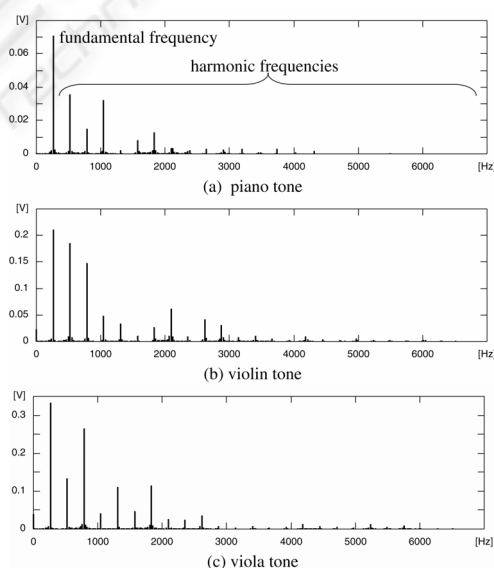 [V]
fundamental frequency
0.06
harmonic frequencies
0.04
0.02
0
0 1000 2000 3000 4000 5000 6000 [Hz]
(a) piano tone
[V]
0.2
0.15
0.1
0.05
0
0 1000 2000 3000 4000 5000 6000 [Hz]
(b) violin tone
[V]
0.3
0.2
0.1
0
0 1000 2000 3000 4000 5000 6000 [Hz]
(c) viola tone